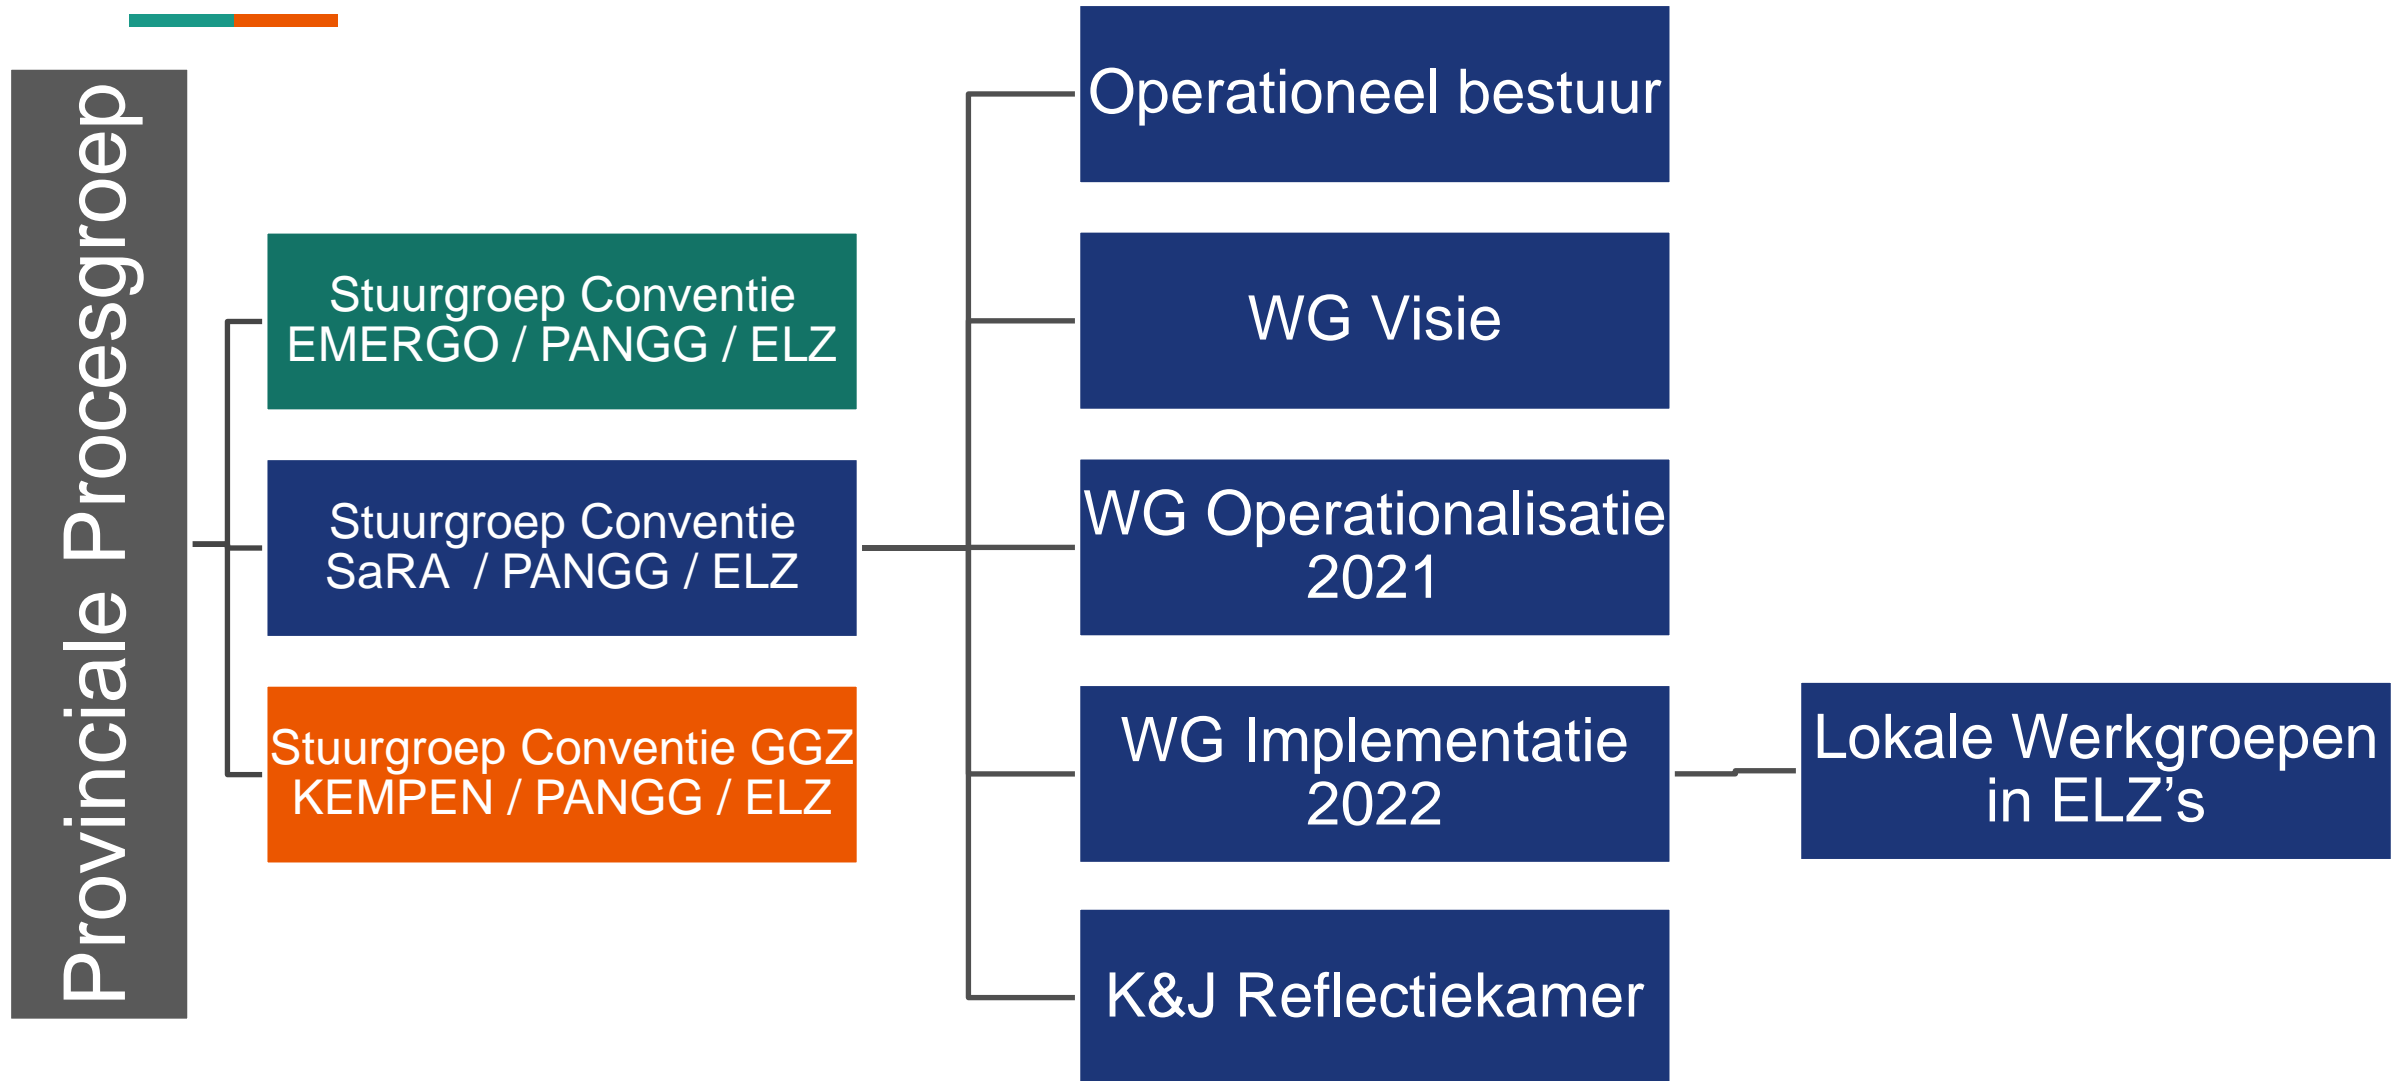 Provinciale Procesgroep
Stuurgroep Conventie
EMERGO / PANGG / ELZ
Stuurgroep Conventie
SaRA / PANGG / ELZ
Stuurgroep Conventie GGZ
KEMPEN / PANGG / ELZ
Operationeel bestuur
WG Visie
WG Operationalisatie
2021
WG Implementatie
2022
K&J Reflectiekamer
Lokale Werkgroepen
in ELZ’s